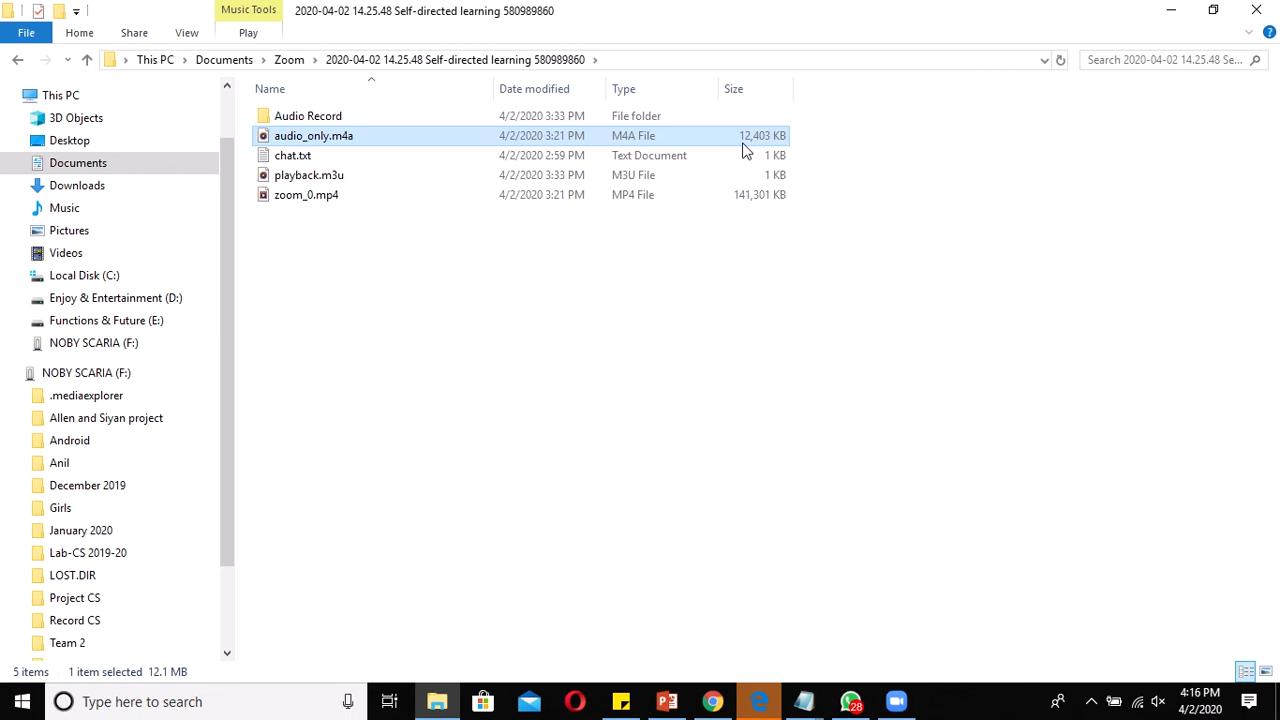 Music Tools
2020-04-02 14.25.48 Self-directed learning 580989860
File
Home
Share
View
Play
This PC
Documents
Zoom
2020-04-02 14.25.48 Self-directed learning 580989860
Search 2020-04-02 14.25.48 Se...
Name
Date modified
Type
Size
Audio Record 4/2/2020 3:33 PM File folder
audio_only.m4a 4/2/2020 3:21 PM M4A File 12,403 KB
chat.txt 4/2/2020 2:59 PM Text Document 1 KB
playback.m3u 4/2/2020 3:33 PM M3U File 1 KB
zoom_0.mp4 4/2/2020 3:21 PM MP4 File 141,301 KB
This PC
3D Objects
Desktop
Documents
Downloads
Music
Pictures
Videos
Local Disk (C:)
Enjoy & Entertainment (D:)
Functions & Future (E:)
NOBY SCARIA (F:)
NOBY SCARIA (F:)
.mediaexplorer
Allen and Siyan project
Android
Anil
December 2019
Girls
January 2020
Lab-CS 2019-20
LOST.DIR
Project CS
Record CS
Team 2
5 items
1 item selected 12.1 MB
Type here to search
28
4:16 PM
4/2/2020